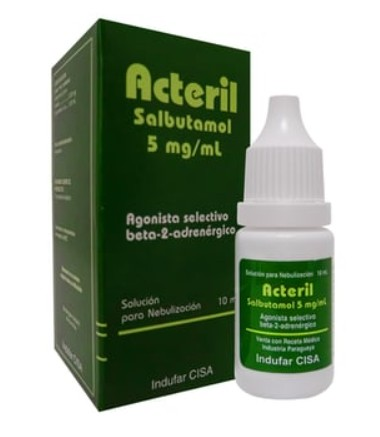 Acteril
Salbutamol
5 mg/mL
Agonista selectivo
beta-2-adrenérgico
Solución
para Nebulización 10 m
Indufar CISA
Solución para Nebulización 10 mL
Acteril
Salbutamol 5 mg/mL
Agonista selectivo
beta-2-adrenérgico
Venta con Receta Médica
Industria Paraguaya
Indufar CISA